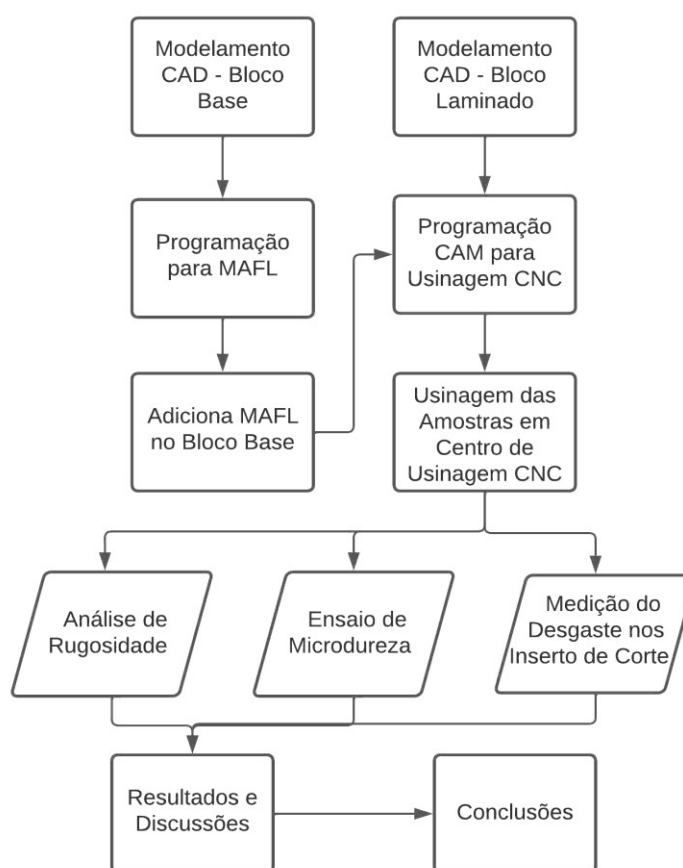 Modelamento
CAD - Bloco
Base
Modelamento
CAD - Bloco
Laminado
Programação
para MAFL
Programação
CAM para
Usinagem CNC
Adiciona MAFL
no Bloco Base
Usinagem das
Amostras em
Centro de
Usinagem CNC
Análise de
Rugosidade
Ensaio de
Microdureza
Medição do
Desgaste nos
Inserto de Corte
Resultados e
Discussões
Conclusões